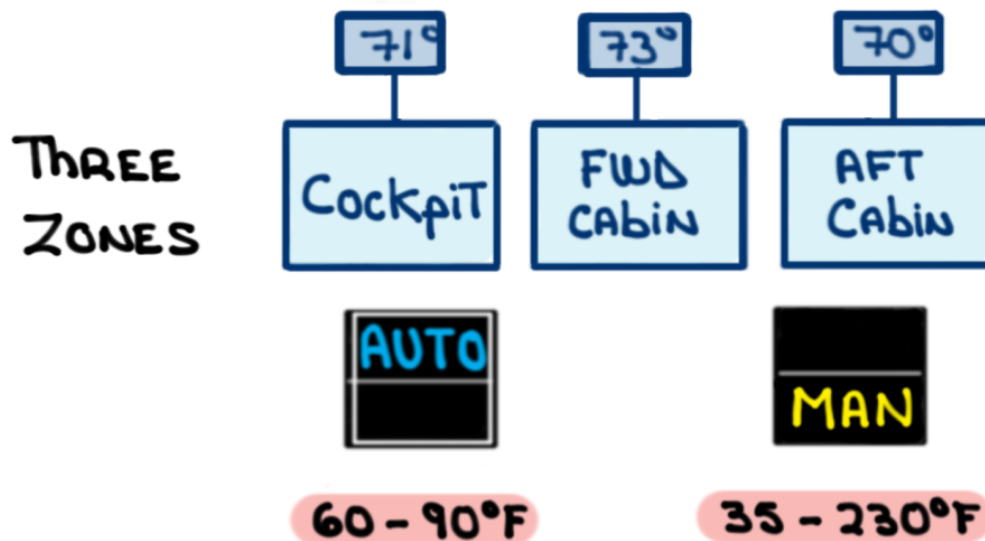 71° 73° 70°
THREE
ZONES
Cockpit
FWD
CABIN
AFT
CABIN
AUTO
MAN
60 - 90°F
35 - 230°F